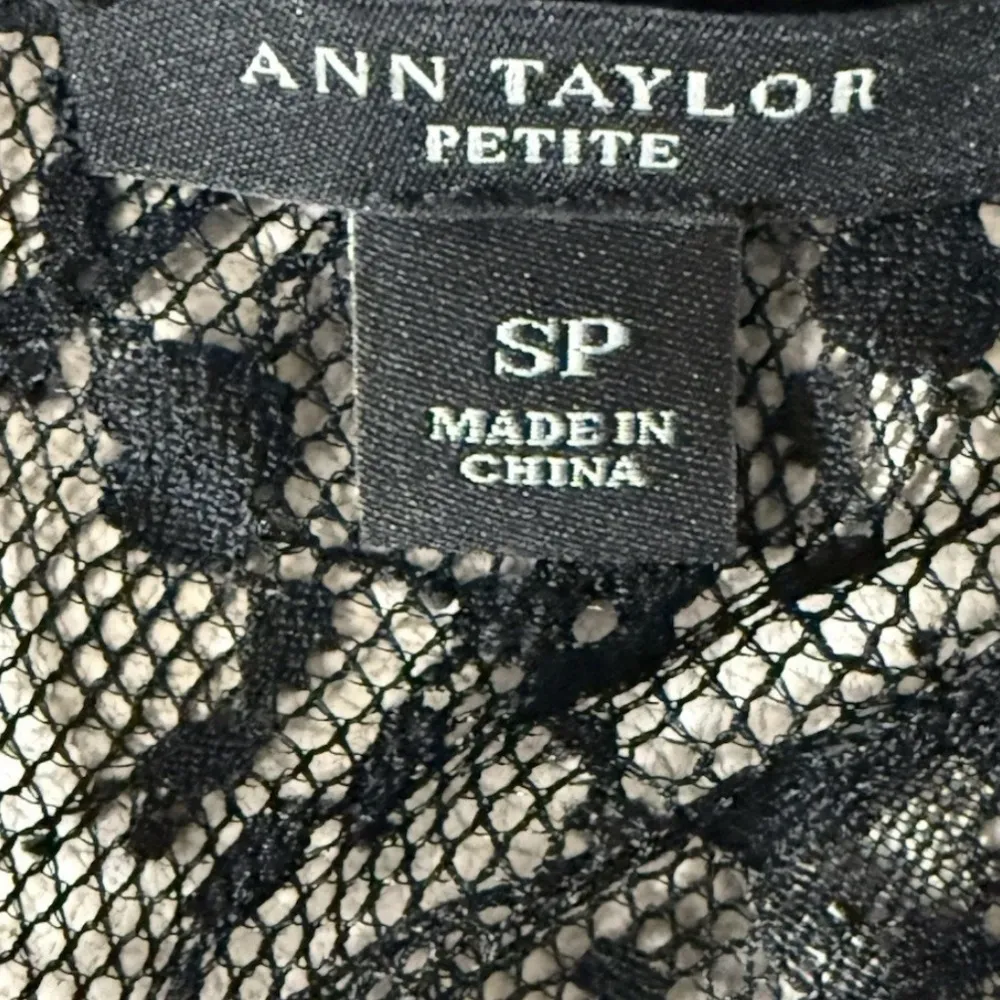 ANN TAYLOR
PETITE
SP
MADE IN
CHINA